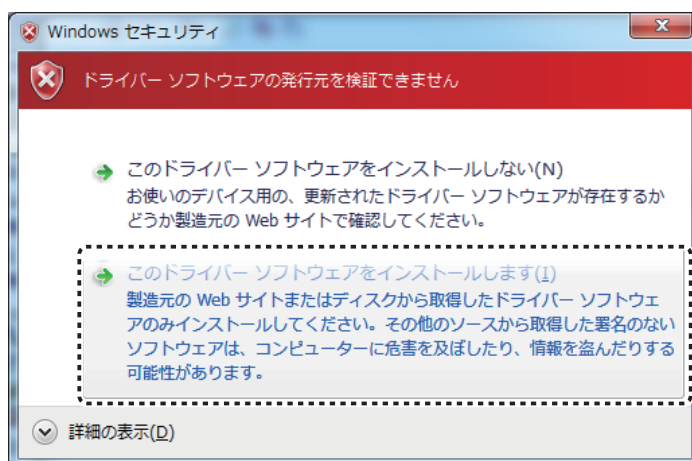 Windows セキュリティ
ドライバー ソフトウェアの発行元を検証できません
このドライバー ソフトウェアをインストールしない(N)
お使いのデバイス用の、更新されたドライバー ソフトウェアが存在するか
どうか製造元の Web サイトで確認してください。
このドライバー ソフトウェアをインストールします(I)
製造元の Web サイトまたはディスクから取得したドライバー ソフトウェ
アのみインストールしてください。その他のソースから取得した署名のない
ソフトウェアは、コンピューターに危害を及ぼしたり、情報を盗んだりする
可能性があります。
詳細の表示(D)